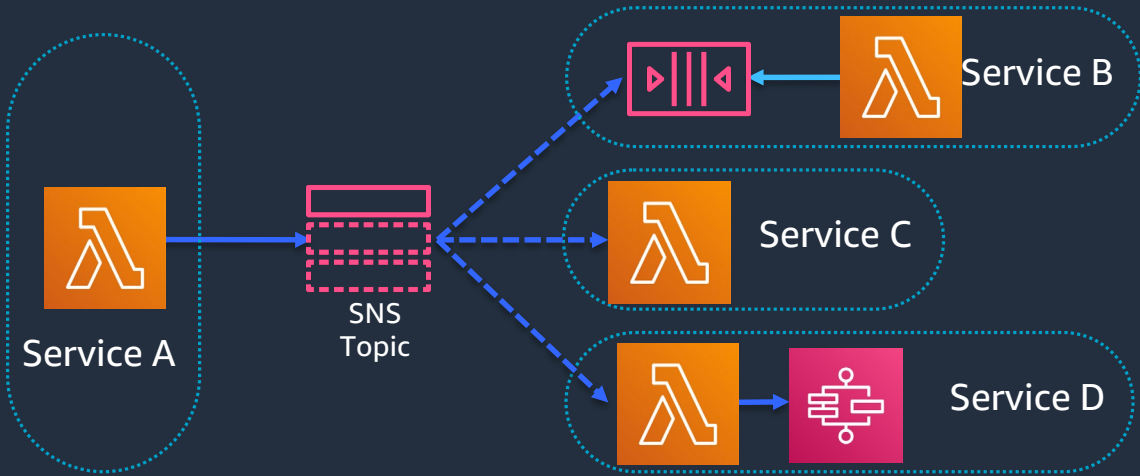 Service A
SNS
Topic
Service B
Service C
Service D